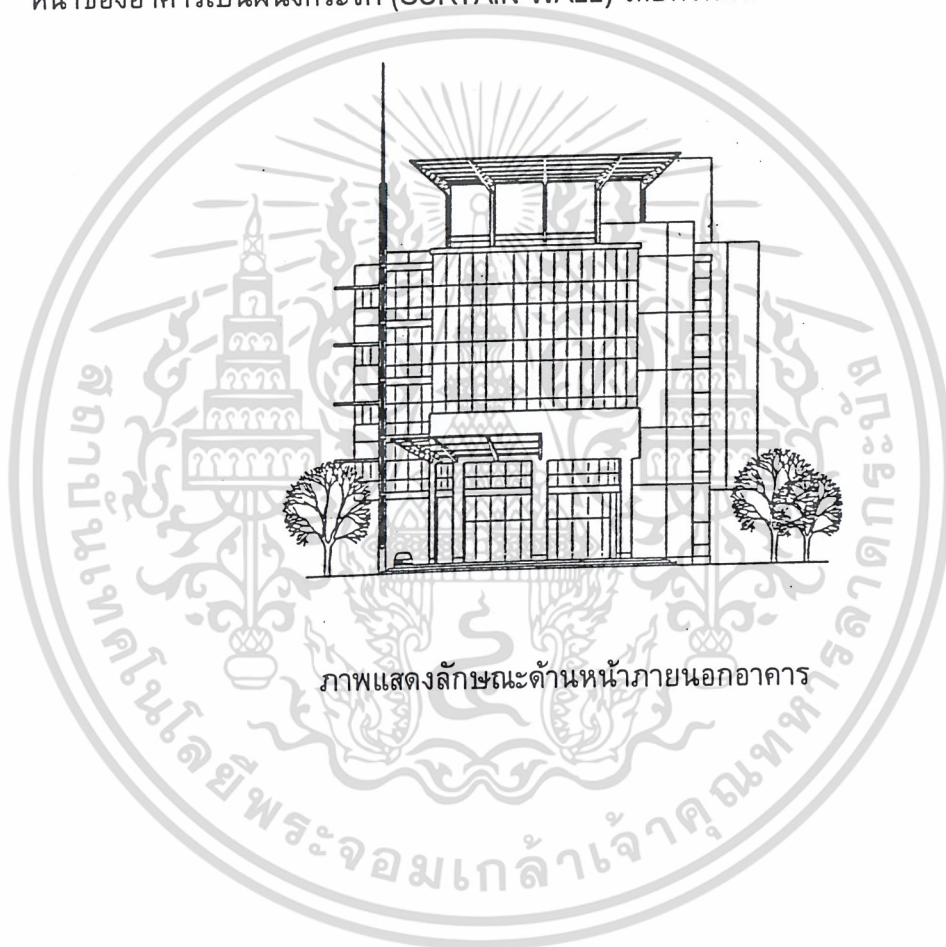 หน้าของอาคารเป็นผนังกระจก (CURTAIN WALL)
ภาพแสดงลักษณะด้านหน้าภายนอกอาคาร
สถาบันเทคโนโลยีพระจอมเกล้าเจ้าคุณทหารลาดกระบัง